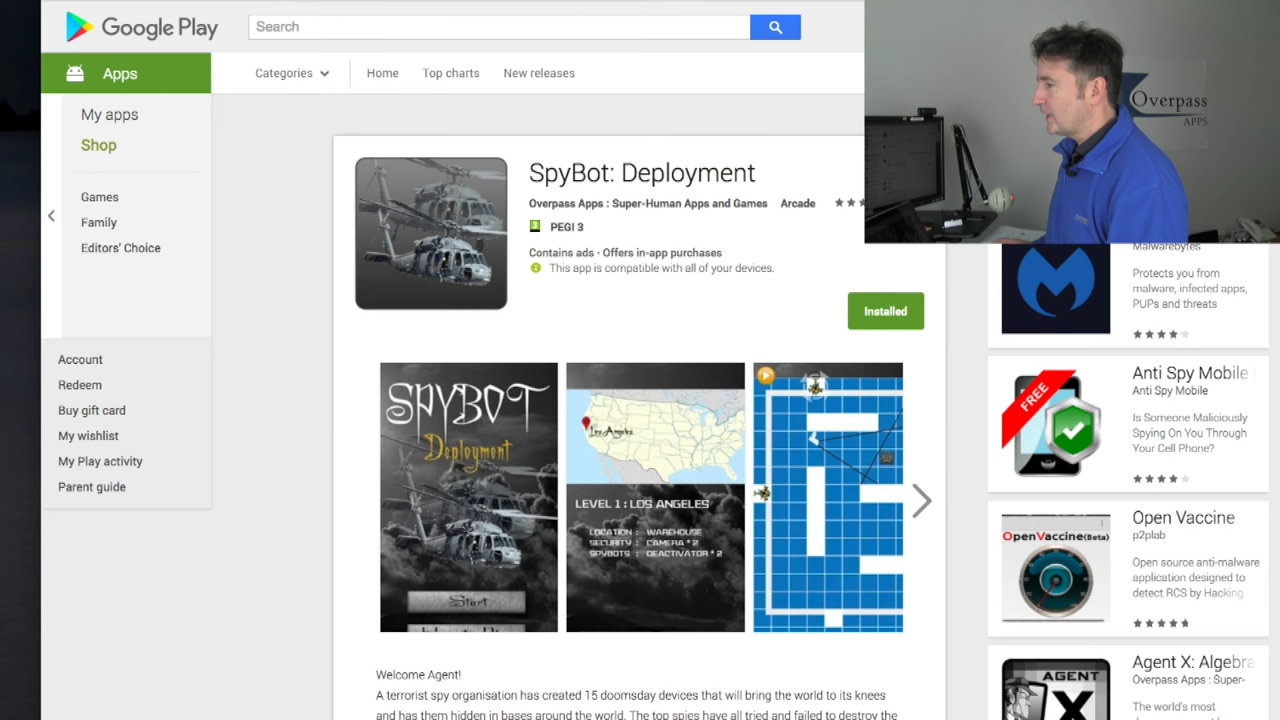 Google Play
Search
Apps
Categories
Home
Top charts
New releases
My apps
Shop
Games
Family
Editors' Choice
Account
Redeem
Buy gift card
My wishlist
My Play activity
Parent guide
SpyBot: Deployment
Overpass Apps : Super-Human Apps and Games Arcade
PEGI 3
Contains ads · Offers in-app purchases
This app is compatible with all of your devices.
Installed
SPYBOT
Deployment
Start
Los Angeles
LEVEL 1 : LOS ANGELES
LOCATION : WAREHOUSE
SECURITY : CAMERA * 2
SPYBOTS : DEACTIVATOR * 2
Welcome Agent!
A terrorist spy organisation has created 15 doomsday devices that will bring the world to its knees
and has them hidden in bases around the world. The top spies have all tried and failed to destroy the
Overpass
APPS
Malwarebytes
Protects you from
malware, infected apps,
PUPs and threats
FREE
Anti Spy Mobile
Anti Spy Mobile
Is Someone Maliciously
Spying On You Through
Your Cell Phone?
OpenVaccine(Beta)
Open Vaccine
p2plab
Open source anti-malware
application designed to
detect RCS by Hacking
AGENT
X
Agent X: Algebra
Overpass Apps : Super-
The world's most